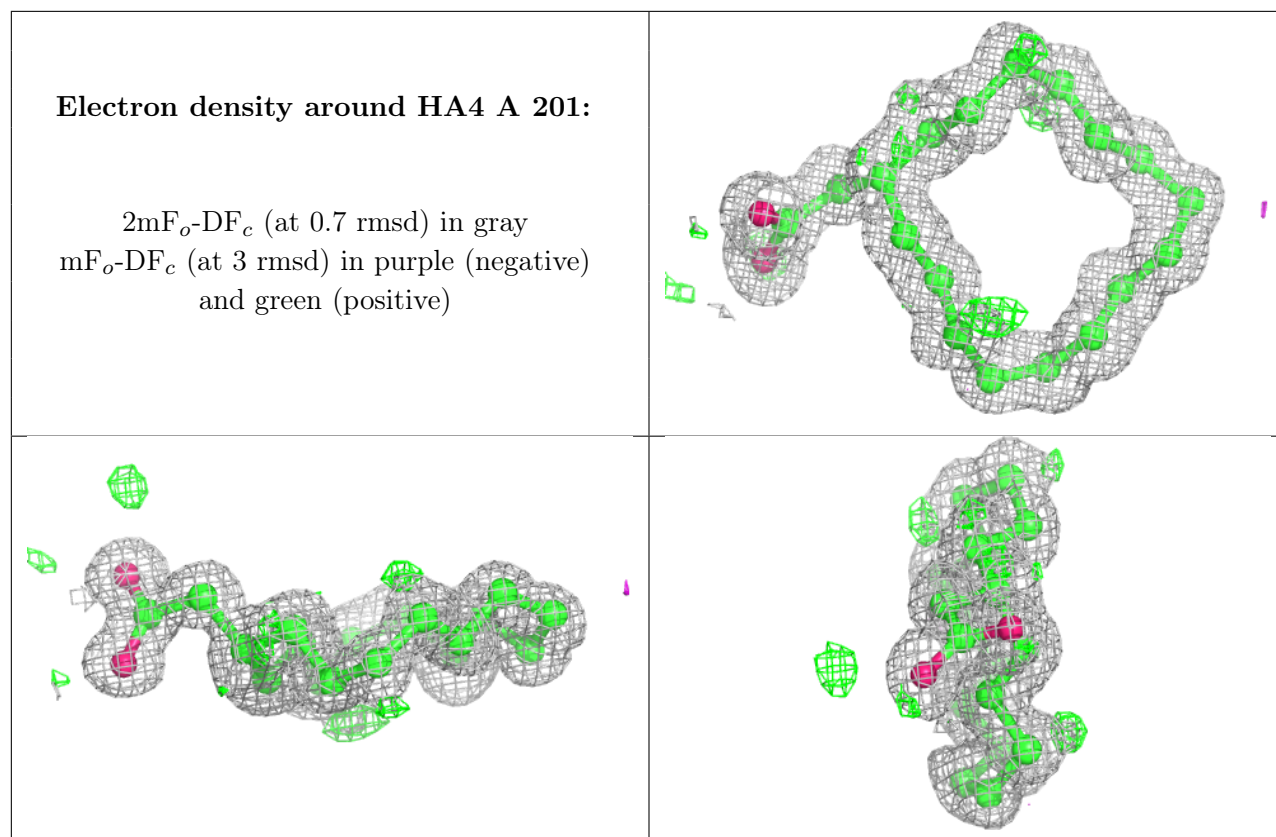 Electron density around HA4 A 201:
2mFo-DFc (at 0.7 rmsd) in gray
mFo-DFc (at 3 rmsd) in purple (negative)
and green (positive)